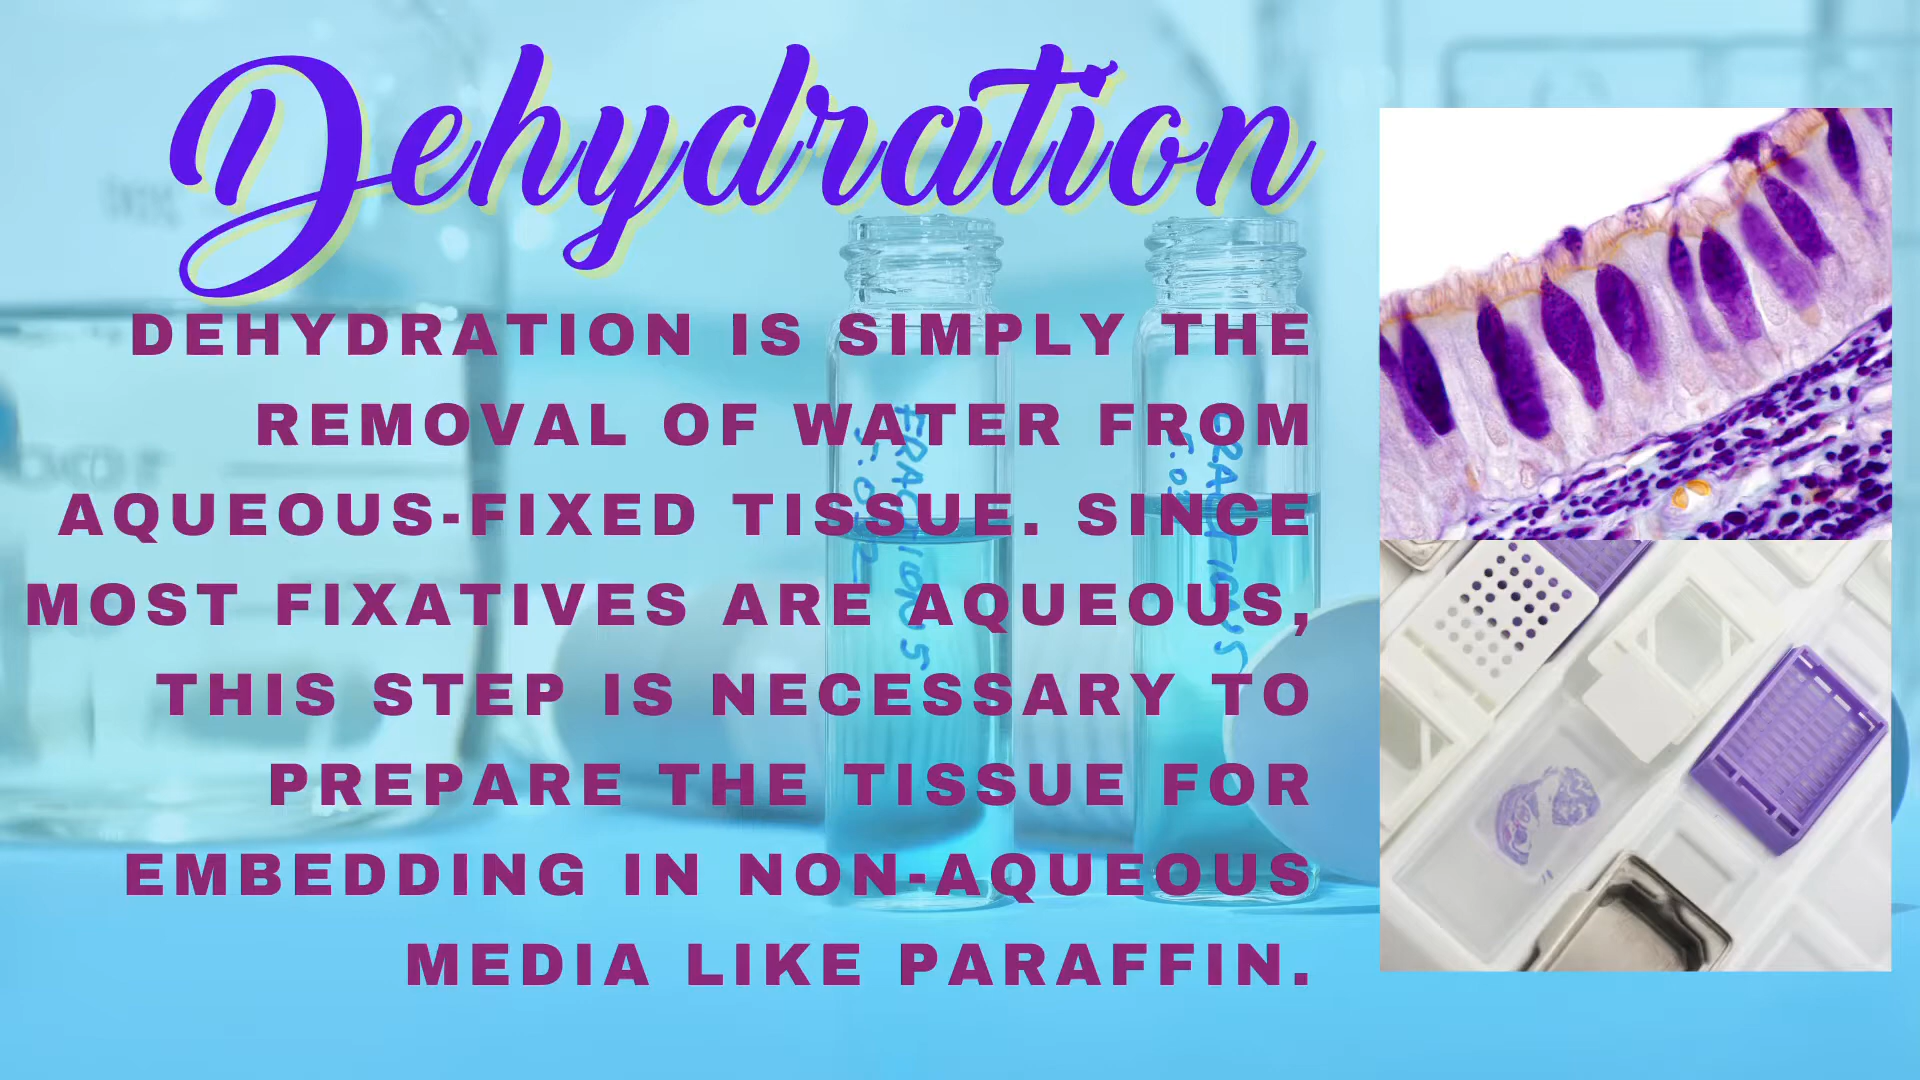 Dehydration
DEHYDRATION IS SIMPLY THE
REMOVAL OF WATER FROM
AQUEOUS-FIXED TISSUE. SINCE
MOST FIXATIVES ARE AQUEOUS,
THIS STEP IS NECESSARY TO
PREPARE THE TISSUE FOR
EMBEDDING IN NON-AQUEOUS
MEDIA LIKE PARAFFIN.